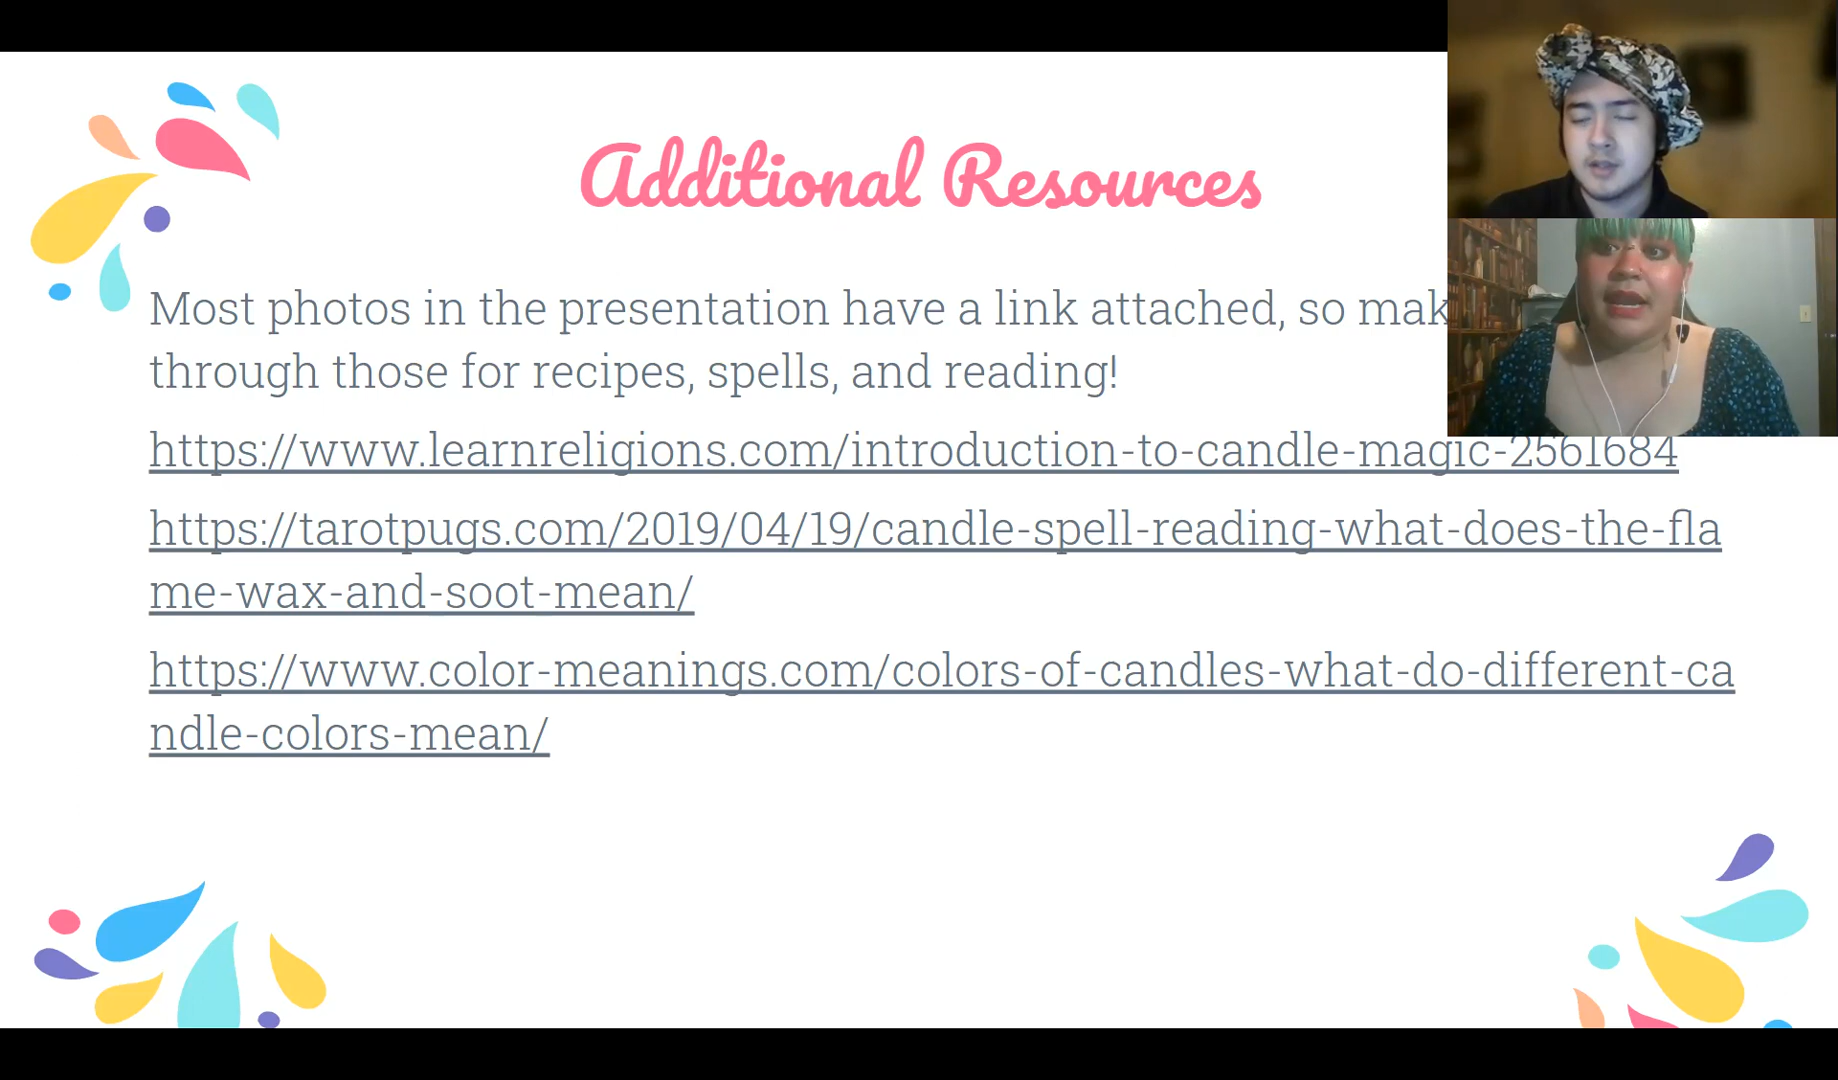 Additional Resources
Most photos in the presentation have a link attached, so
through those for recipes, spells, and reading!
https://www.learnreligions.com/introduction-to-candle-magic-2561684
https://tarotpugs.com/2019/04/19/candle-spell-reading-what-does-the-fla
me-wax-and-soot-mean/
https://www.color-meanings.com/colors-of-candles-what-do-different-ca
ndle-colors-mean/